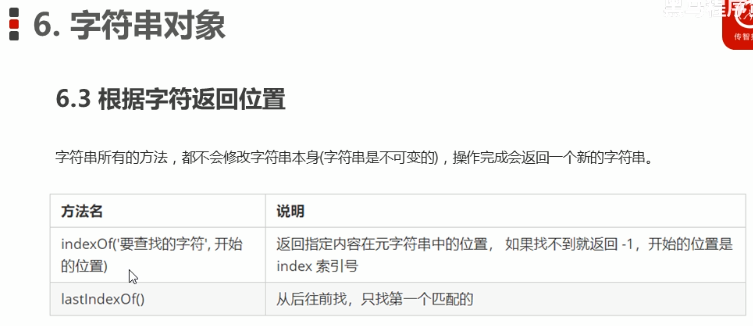 6. 字符串对象
传智
6.3 根据字符返回位置
字符串所有的方法，都不会修改字符串本身(字符串是不可变的)，操作完成会返回一个新的字符串。
方法名 说明
indexOf('要查找的字符', 开始 返回指定内容在元字符串中的位置， 如果找不到就返回 -1，开始的位置是
的位置) index 索引号
lastIndexOf() 从后往前找，只找第一个匹配的